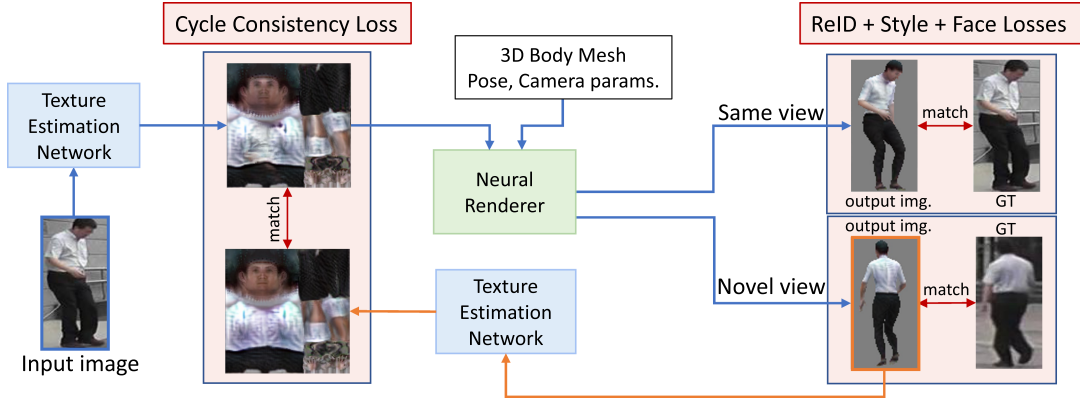 Cycle Consistency Loss
ReID + Style + Face Losses
3D Body Mesh
Pose, Camera params.
Texture
Estimation
Network
Same view
match
output img.
GT
Neural
Renderer
match
output img.
GT
Novel view
match
Texture
Estimation
Network
Input image